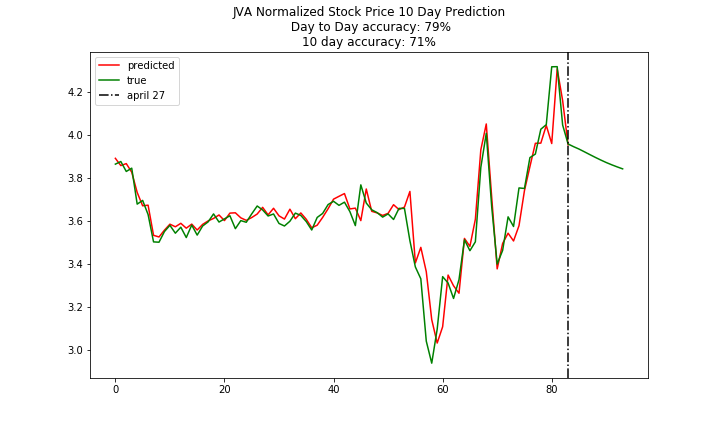 JVA Normalized Stock Price 10 Day Prediction
Day to Day accuracy: 79%
10 day accuracy: 71%
predicted
true
april 27
4.2
4.0
3.8
3.6
3.4
3.2
3.0
0 20 40 60 80